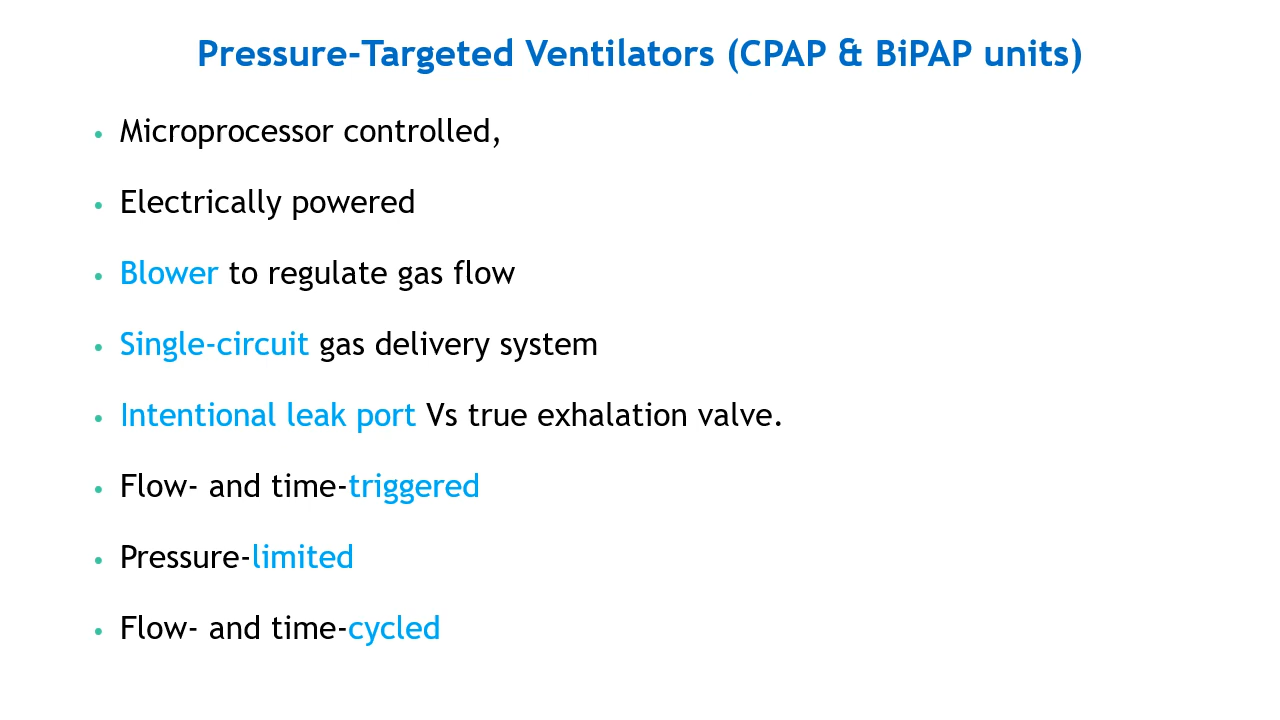 Pressure-Targeted Ventilators (CPAP & BiPAP units)
• Microprocessor controlled,
• Electrically powered
• Blower to regulate gas flow
• Single-circuit gas delivery system
• Intentional leak port Vs true exhalation valve.
• Flow- and time-triggered
• Pressure-limited
• Flow- and time-cycled